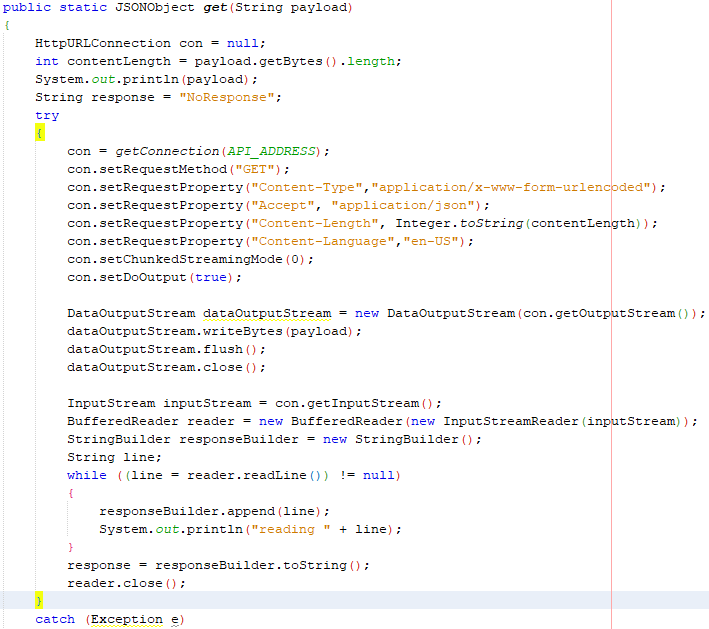 public static JSONObject get(String payload)
{
HttpURLConnection con = null;
int contentLength = payload.getBytes().length;
System.out.println(payload);
String response = "NoResponse";
try
{
con = getConnection(API_ADDRESS);
con.setRequestMethod("GET");
con.setRequestProperty("Content-Type","application/x-www-form-urlencoded");
con.setRequestProperty("Accept", "application/json");
con.setRequestProperty("Content-Length", Integer.toString(contentLength));
con.setRequestProperty("Content-Language","en-US");
con.setChunkedStreamingMode(0);
con.setDoOutput(true);
DataOutputStream dataOutputStream = new DataOutputStream(con.getOutputStream());
dataOutputStream.writeBytes(payload);
dataOutputStream.flush();
dataOutputStream.close();
InputStream inputStream = con.getInputStream();
BufferedReader reader = new BufferedReader(new InputStreamReader(inputStream));
StringBuilder responseBuilder = new StringBuilder();
String line;
while ((line = reader.readLine()) != null)
{
responseBuilder.append(line);
System.out.println("reading " + line);
}
response = responseBuilder.toString();
reader.close();
}
catch (Exception e)